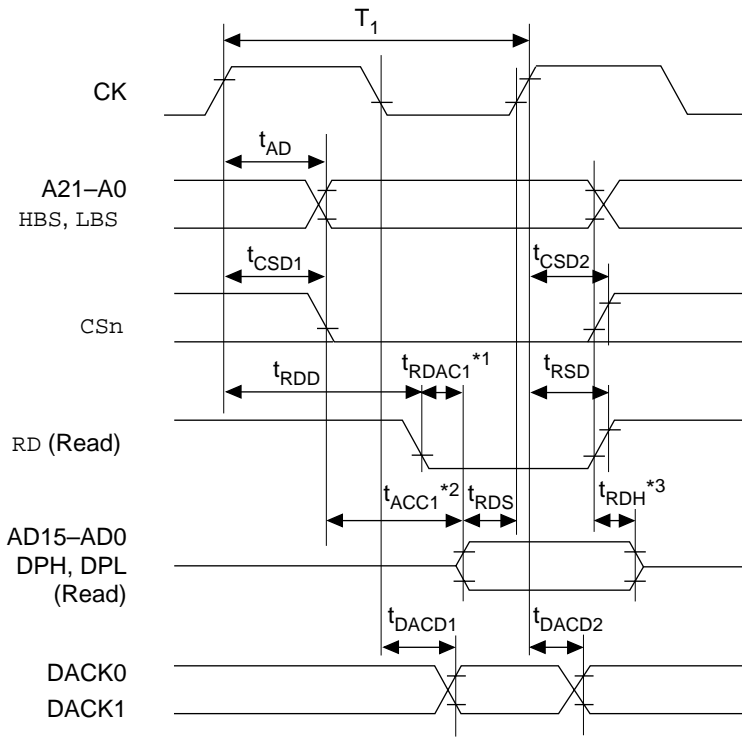 T1
CK
tAD
A21–A0
HBS, LBS
tCSD1
tCSD2
CSn
tRDD
tRDAC1*1
tRSD
RD (Read)
tACC1*2
tRDS
tRDH*3
AD15–AD0
DPH, DPL
(Read)
tDACD1
tDACD2
DACK0
DACK1